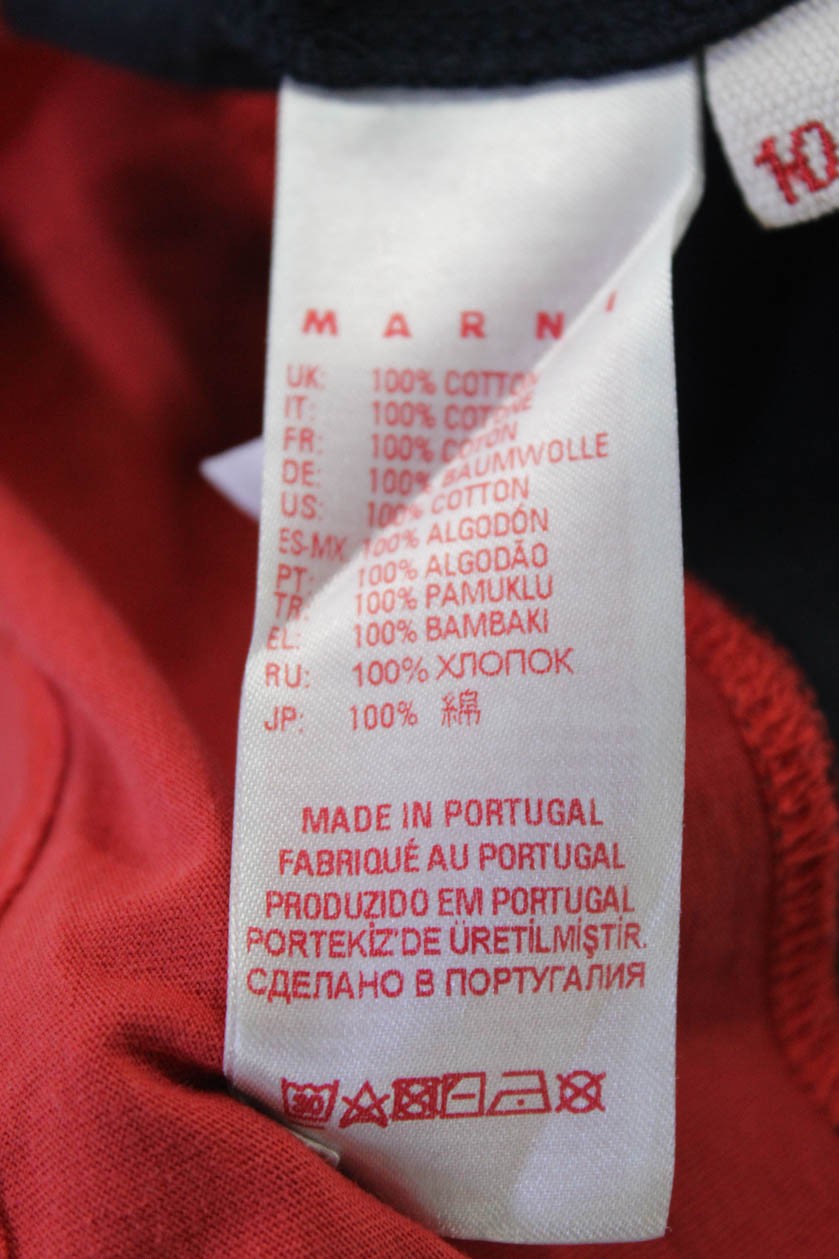 10
MARNI
UK: 100% COTTON
IT: 100% COTONE
FR: 100% COTON
DE: 100% BAUMWOLLE
US: 100% COTTON
ES-MX 100% ALGODÓN
PT: 100% ALGODÃO
TR: 100% PAMUKLU
EL: 100% BAMBAKI
RU: 100% ХЛОПОК
JP: 100% 綿
MADE IN PORTUGAL
FABRIQUÉ AU PORTUGAL
PRODUZIDO EM PORTUGAL
PORTEKİZ'DE ÜRETİLMİŞTİR.
СДЕЛАНО В ПОРТУГАЛИЯ
30